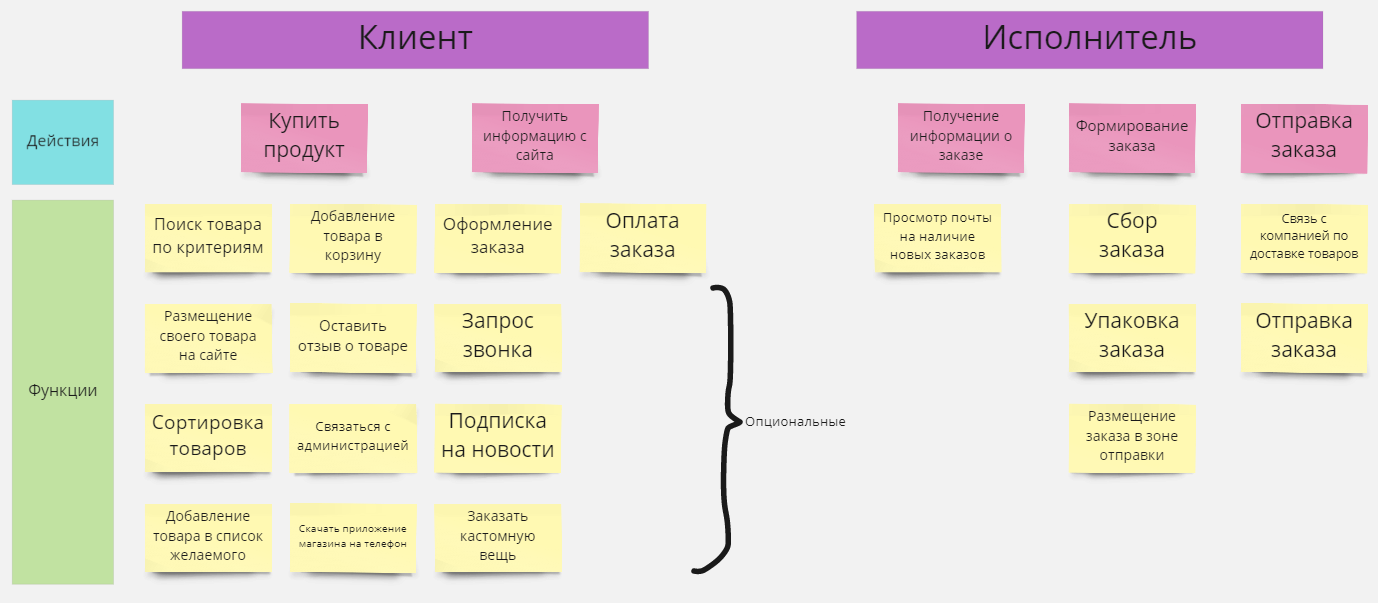 Клиент
Исполнитель
Действия
Купить
продукт
Получить
информацию с
сайта
Получение
информации о
заказе
Формирование
заказа
Отправка
заказа
Функции
Поиск товара
по критериям
Добавление
товара в
корзину
Оформление
заказа
Оплата
заказа
Просмотр почты
на наличие
новых заказов
Сбор
заказа
Связь с
компанией по
доставке товаров
Размещение
своего товара
на сайте
Оставить
отзыв о товаре
Запрос
звонка
Упаковка
заказа
Отправка
заказа
Сортировка
товаров
Связаться с
администрацией
Подписка
на новости
Опциональные
Размещение
заказа в зоне
отправки
Добавление
товара в список
желаемого
Скачать приложение
магазина на телефон
Заказать
кастомную
вещь